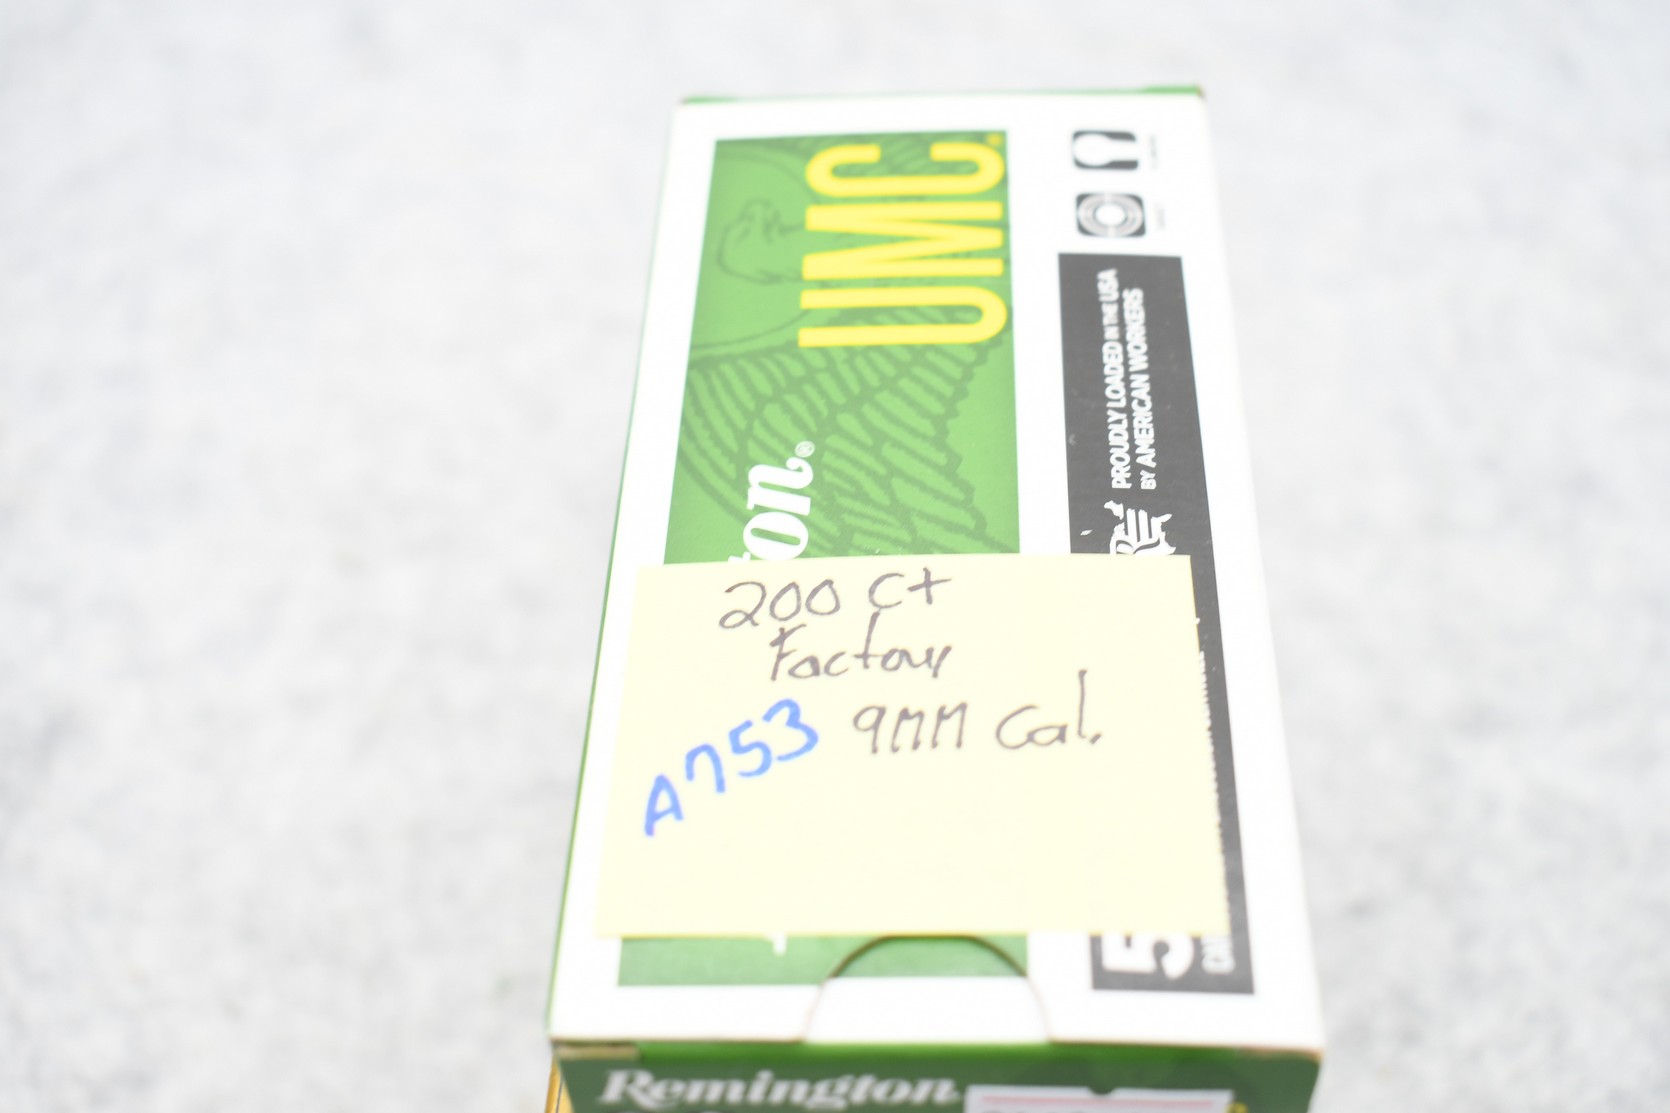 UMC
PROUDLY LOADED IN THE USA
BY AMERICAN WORKERS
200 Ct
Factory
A753 9MM Cal.
Remington